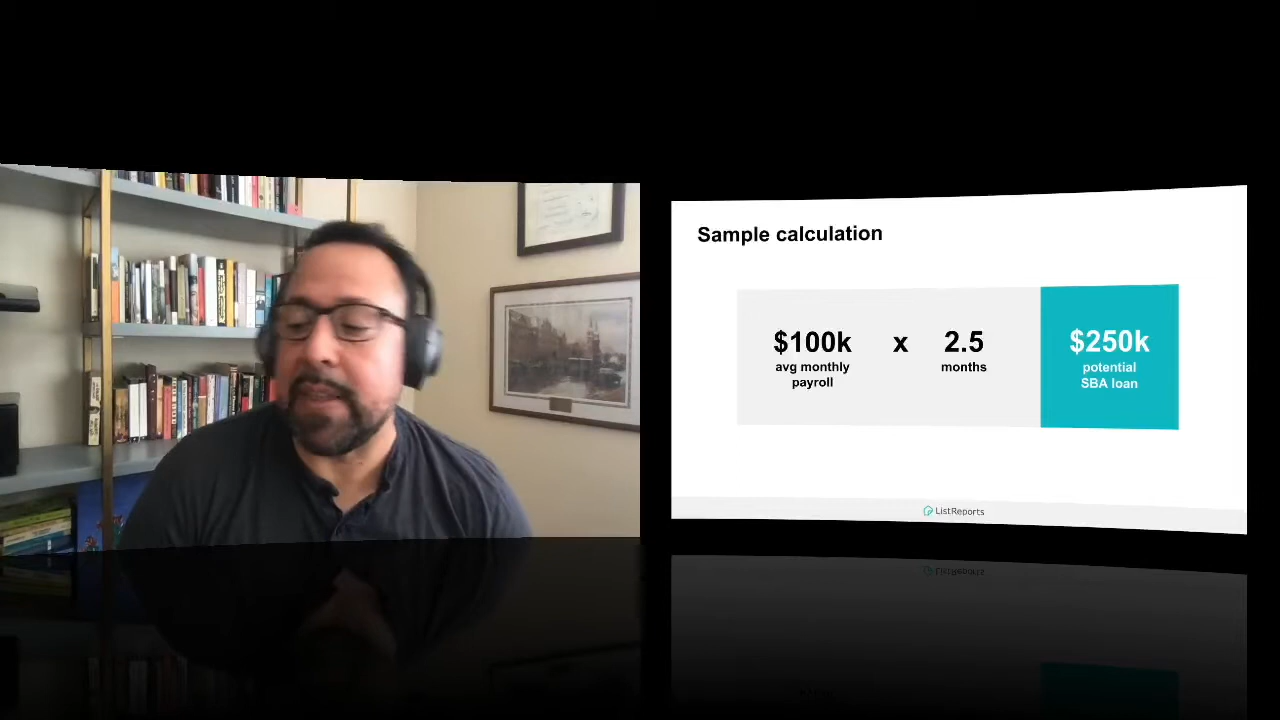 Sample calculation
$100k x 2.5 $250k
avg monthly months potential
payroll SBA loan
ListReports